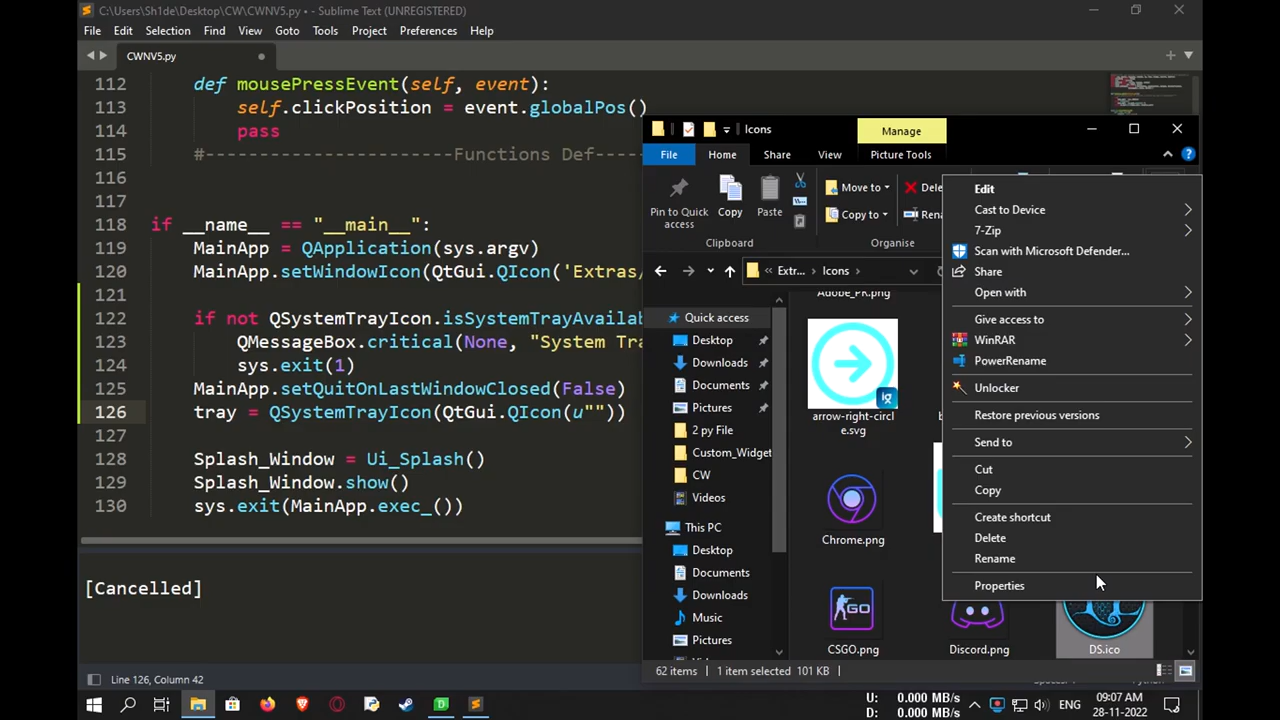 C:\Users\Sh1de\Desktop\CW\CWNV5.py • - Sublime Text (UNREGISTERED)
File Edit Selection Find View Goto Tools Project Preferences Help
CWNV5.py
112 def mousePressEvent(self, event):
113 self.clickPosition = event.globalPos()
114 pass
115 #-----------------------Functions Def-----
116
117
118 if __name__ == "__main__":
119 MainApp = QApplication(sys.argv)
120 MainApp.setWindowIcon(QtGui.QIcon('Extras/
121
122 if not QSystemTrayIcon.isSystemTrayAvailab
123 QMessageBox.critical(None, "System Tra
124 sys.exit(1)
125 MainApp.setQuitOnLastWindowClosed(False)
126 tray = QSystemTrayIcon(QtGui.QIcon(u""))
127
128 Splash_Window = Ui_Splash()
129 Splash_Window.show()
130 sys.exit(MainApp.exec_())
[Cancelled]
Line 126, Column 42
Icons
Manage
File Home Share View Picture Tools
Pin to Quick access
Copy
Paste
Clipboard
Move to
Copy to
Dele
Rena
Organise
Extr... Icons
Quick access
Desktop
Downloads
Documents
Pictures
2 py File
Custom_Widget
CW
Videos
This PC
Desktop
Documents
Downloads
Music
Pictures
Adobe_PR.png
arrow-right-circl
e.svg
Chrome.png
CSGO.png
Discord.png
DS.ico
62 items 1 item selected 101 KB
Edit
Cast to Device
7-Zip
Scan with Microsoft Defender...
Share
Open with
Give access to
WinRAR
PowerRename
Unlocker
Restore previous versions
Send to
Cut
Copy
Create shortcut
Delete
Rename
Properties
U: 0.000 MB/s
D: 0.000 MB/s
ENG
09:07 AM
28-11-2022